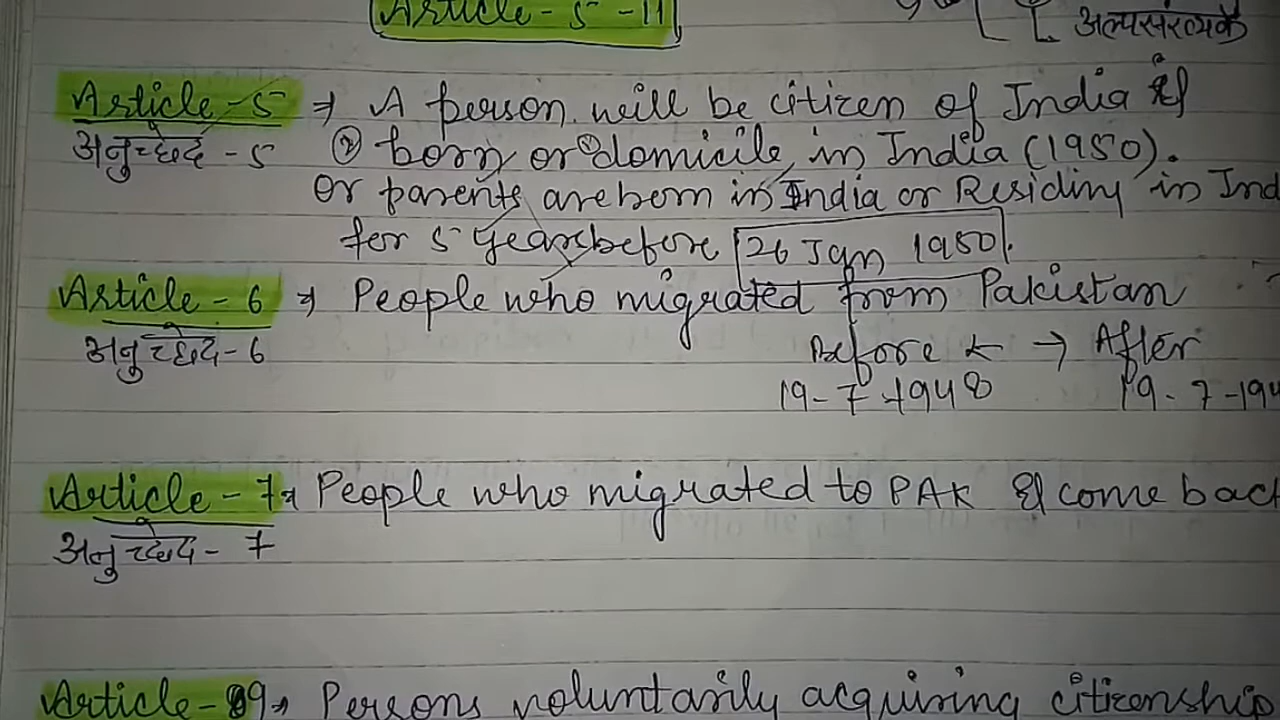 Article - 5 - 11
अल्पसंख्यक
Article - 5 ⇒ A person will be citizen of India if
अनुच्छेद - 5 ② born or ① domicile in India (1950).
or parents are born in India or Residing in Ind
for 5 years before 26 Jan 1950.
Article - 6 ⇒ People who migrated from Pakistan
अनुच्छेद - 6 Before ← → After
19-7-1948 19-7-194
Article - 7 ⇒ People who migrated to PAK & come back
अनुच्छेद - 7
Article - 9 ⇒ Persons voluntarily acquiring citizenship